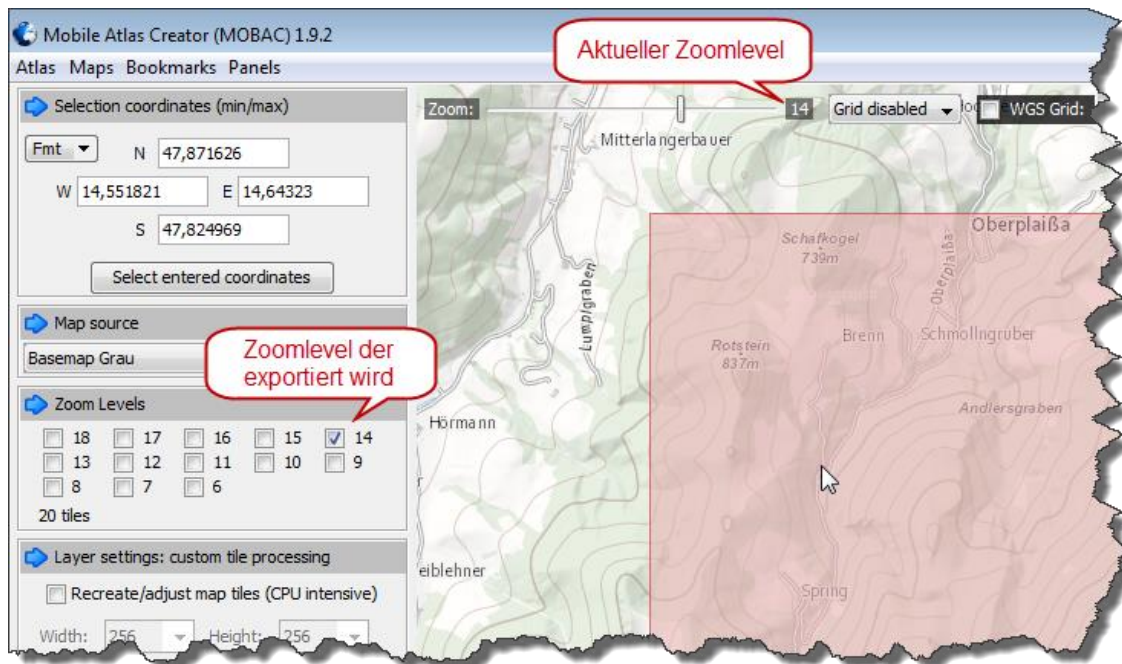 Mobile Atlas Creator (MOBAC) 1.9.2
Atlas Maps Bookmarks Panels
Aktueller Zoomlevel
Selection coordinates (min/max)
Fmt
N 47,871626
W 14,551821 E 14,64323
S 47,824969
Select entered coordinates
Map source
Basemap Grau
Zoomlevel der
exportiert wird
Zoom Levels
18 17 16 15 14
13 12 11 10 9
8 7 6
20 tiles
Layer settings: custom tile processing
Recreate/adjust map tiles (CPU intensive)
Width: 256 Height: 256
Zoom: 14 Grid disabled WGS Grid:
Mitterlangerbauer
Oberplaißa
Schafkogel
739m
Oberplaißa
Lumplgraben
Brenn
Schmollngruber
Rotstein
837m
Andlersgraben
Hörmann
eiblehner
Spring